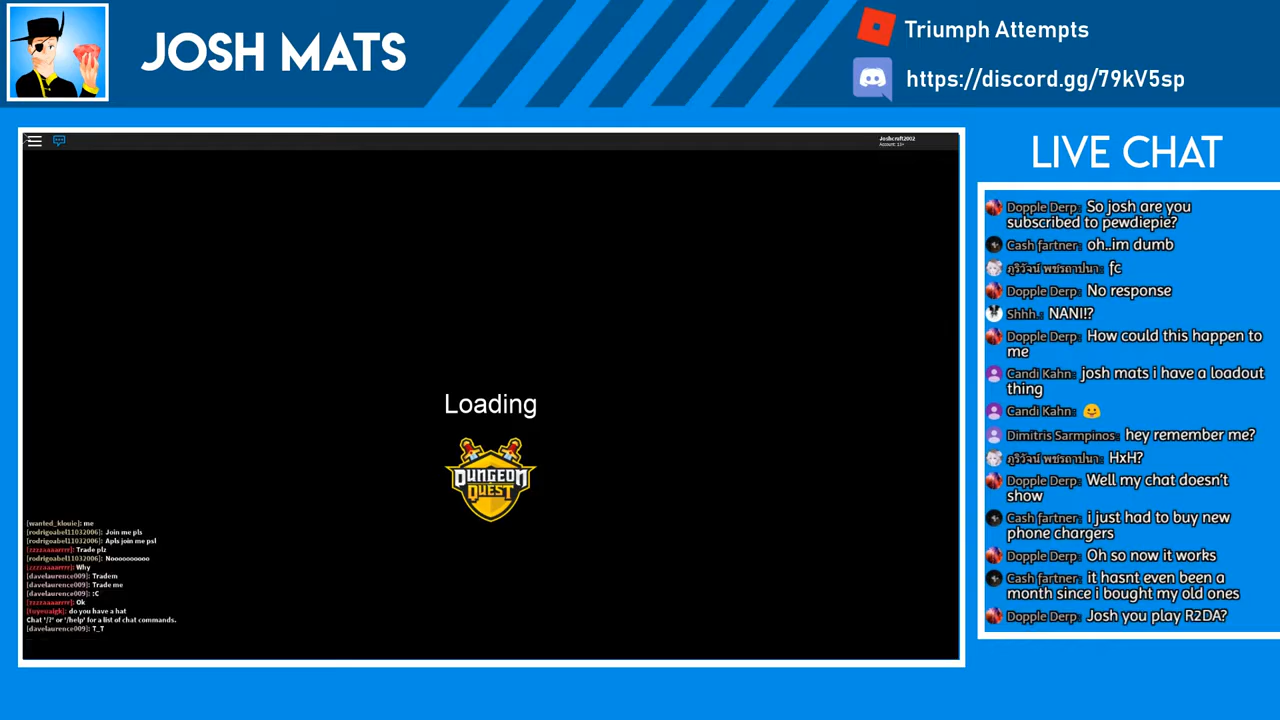 JOSH MATS
Triumph Attempts
https://discord.gg/79kV5sp
Joshcraft2002
Account: 13+
Loading
DUNGEON
QUEST
[wanted_klouie]: me
[rodrigoabel11032006]: Join me pls
[rodrigoabel11032006]: Apls join me psl
[zzzzaaaarrrr]: Trade plz
[rodrigoabel11032006]: Noooooooooo
[zzzzaaaarrrr]: Why
[davelaurence009]: Tradem
[davelaurence009]: Trade me
[davelaurence009]: :C
[zzzzaaaarrrr]: Ok
do you have a hat
Chat '/?' or '/help' for a list of chat commands.
[davelaurence009]: T_T
LIVE CHAT
Dopple Derp: So josh are you
subscribed to pewdiepie?
Cash fartner: oh..im dumb
ภูริวัจน์ พชรถาปนา: fc
Dopple Derp: No response
Shhh.: NANI!?
Dopple Derp: How could this happen to
me
Candi Kahn: josh mats i have a loadout
thing
Candi Kahn: 🙂
Dimitris Sarmpinos: hey remember me?
ภูริวัจน์ พชรถาปนา: HxH?
Dopple Derp: Well my chat doesn't
show
Cash fartner: i just had to buy new
phone chargers
Dopple Derp: Oh so now it works
Cash fartner: it hasnt even been a
month since i bought my old ones
Dopple Derp: Josh you play R2DA?